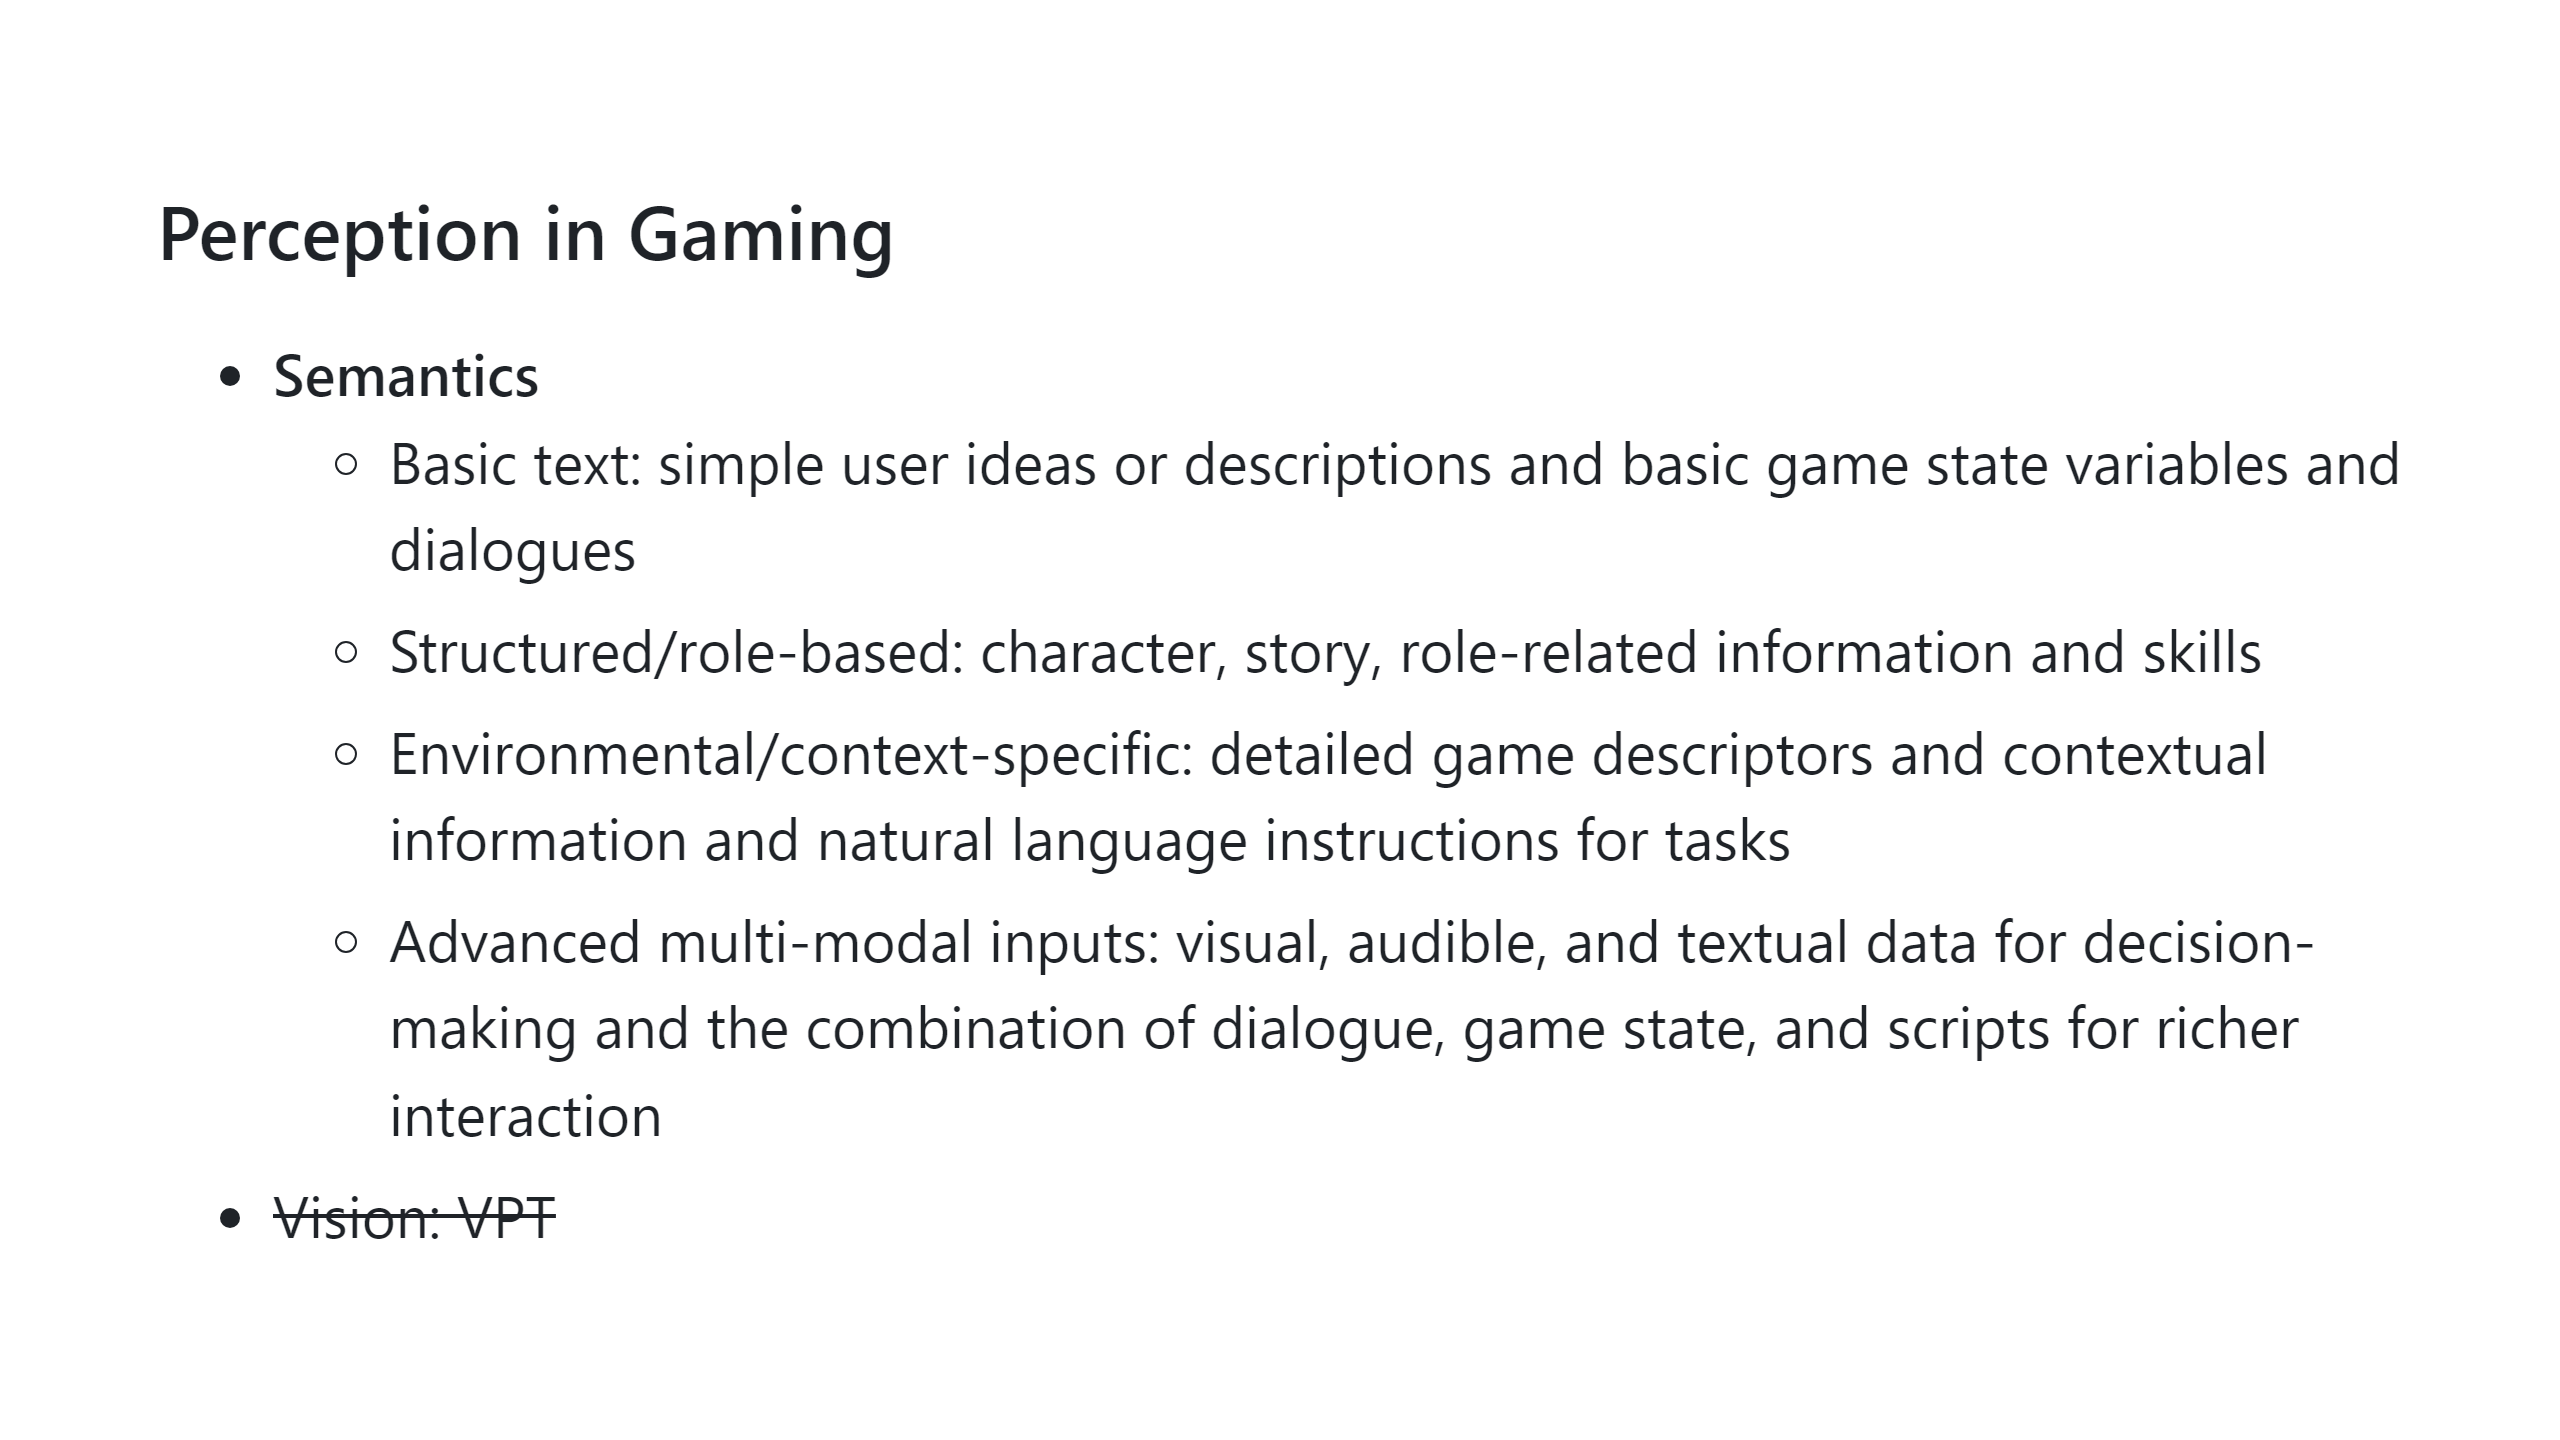 Perception in Gaming
Semantics
Basic text: simple user ideas or descriptions and basic game state variables and
dialogues
Structured/role-based: character, story, role-related information and skills
Environmental/context-specific: detailed game descriptors and contextual
information and natural language instructions for tasks
Advanced multi-modal inputs: visual, audible, and textual data for decision-
making and the combination of dialogue, game state, and scripts for richer
interaction
Vision: VPT